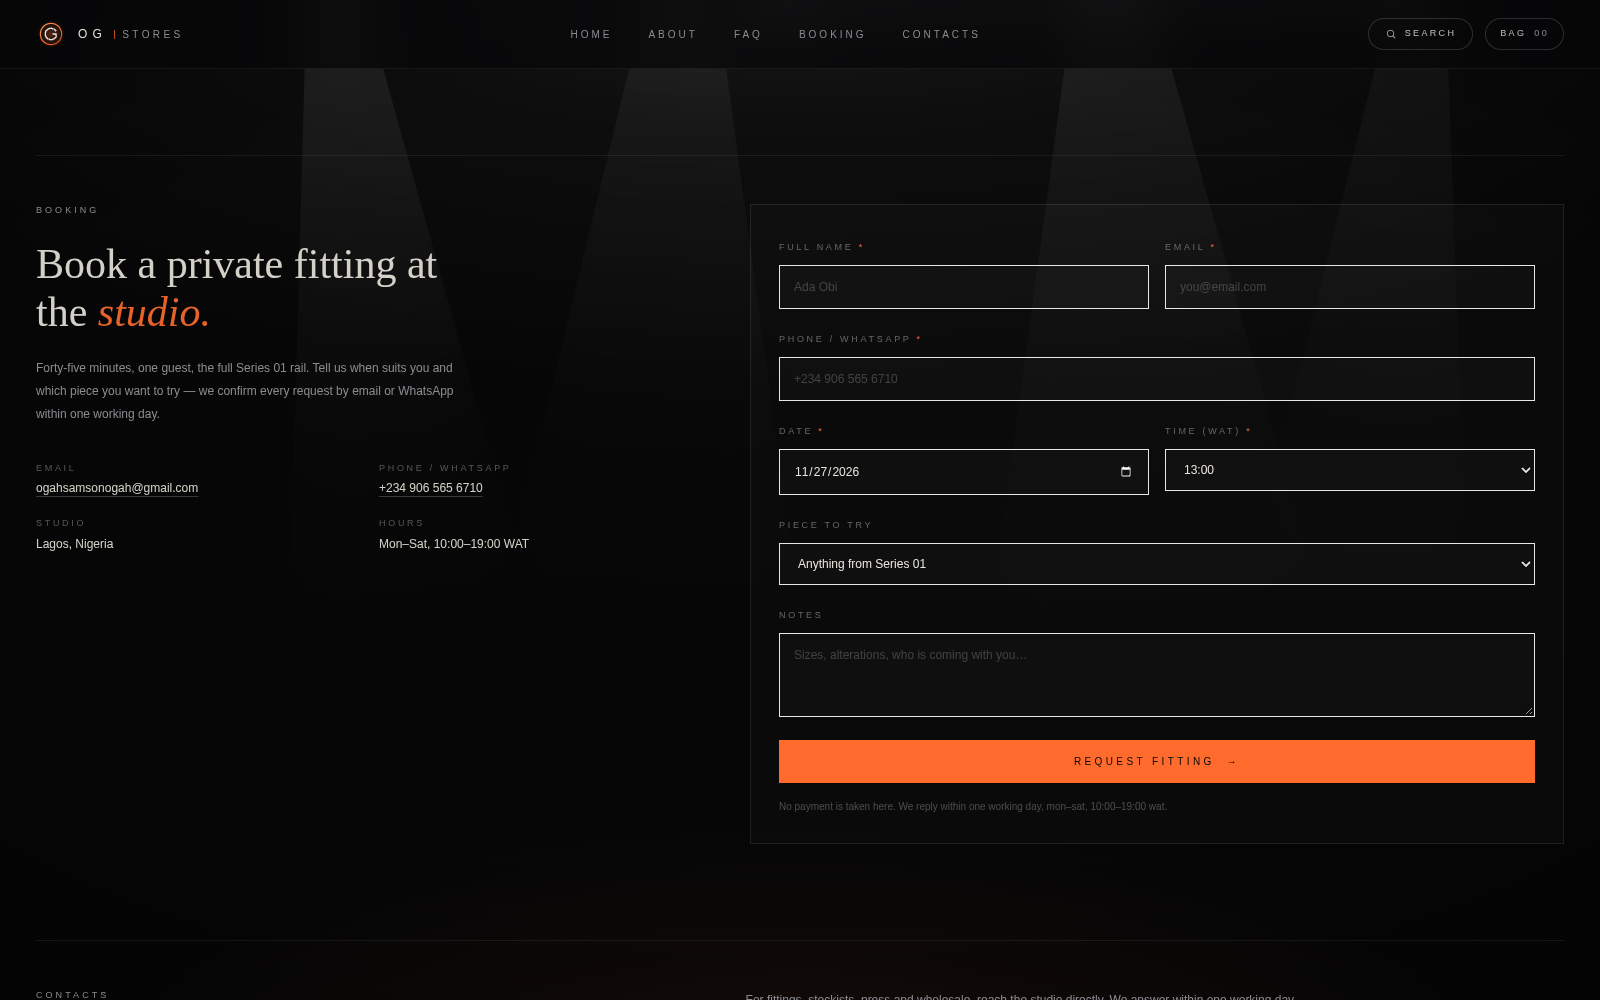 OG | STORES
HOME
ABOUT
FAQ
BOOKING
CONTACTS
SEARCH
BAG 00
BOOKING
Book a private fitting at
the studio.
Forty-five minutes, one guest, the full Series 01 rail. Tell us when suits you and
which piece you want to try — we confirm every request by email or WhatsApp
within one working day.
EMAIL
ogahsamsonogah@gmail.com
PHONE / WHATSAPP
+234 906 565 6710
STUDIO
Lagos, Nigeria
HOURS
Mon–Sat, 10:00–19:00 WAT
FULL NAME *
Ada Obi
EMAIL *
you@email.com
PHONE / WHATSAPP *
+234 906 565 6710
DATE *
11/27/2026
TIME (WAT) *
13:00
PIECE TO TRY
Anything from Series 01
NOTES
Sizes, alterations, who is coming with you…
REQUEST FITTING →
No payment is taken here. We reply within one working day, mon–sat, 10:00–19:00 wat.
CONTACTS
For fittings, stockists, press and wholesale, reach the studio directly. We answer within one working day